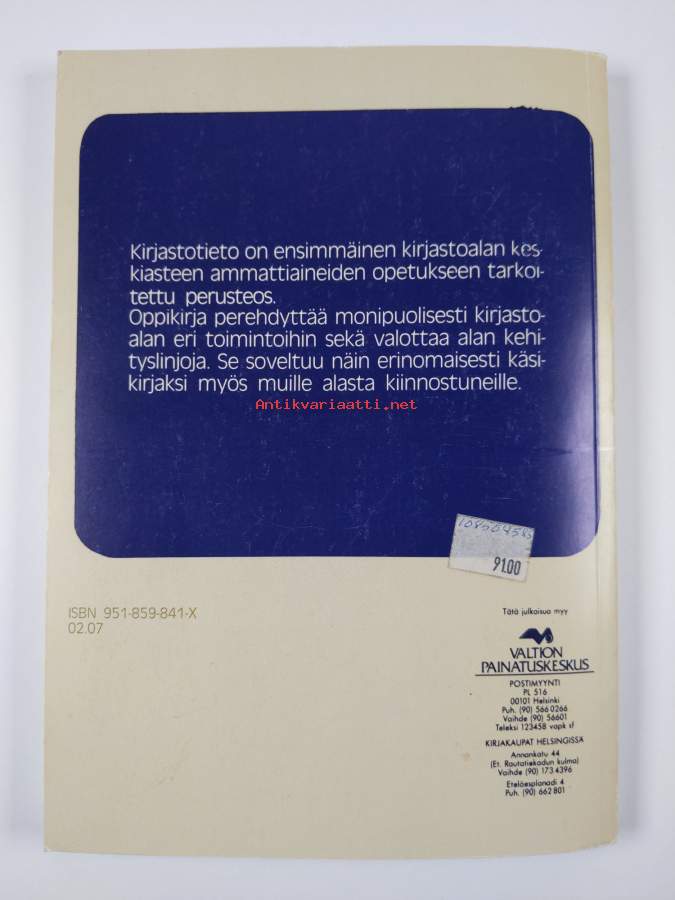 Kirjastotieto on ensimmäinen kirjastoalan kes-
kiasteen ammattiaineiden opetukseen tarkoi-
tettu perusteos.
Oppikirja perehdyttää monipuolisesti kirjasto-
alan eri toimintoihin sekä valottaa alan kehi-
tyslinjoja. Se soveltuu näin erinomaisesti käsi-
kirjaksi myös muille alasta kiinnostuneille.
Antikvariaatti.net
91.00
ISBN 951-859-841-X
02.07
Tätä julkaisua myy
VALTION
PAINATUSKESKUS
POSTIMYYNTI
PL 516
00101 Helsinki
Puh. (90) 566 0266
Vaihde (90) 56601
Teleksi 123458 vapk sf
KIRJAKAUPAT HELSINGISSÄ
Annankatu 44
(Et. Rautatiekadun kulma)
Vaihde (90) 173 4396
Eteläesplanadi 4
Puh. (90) 662 801